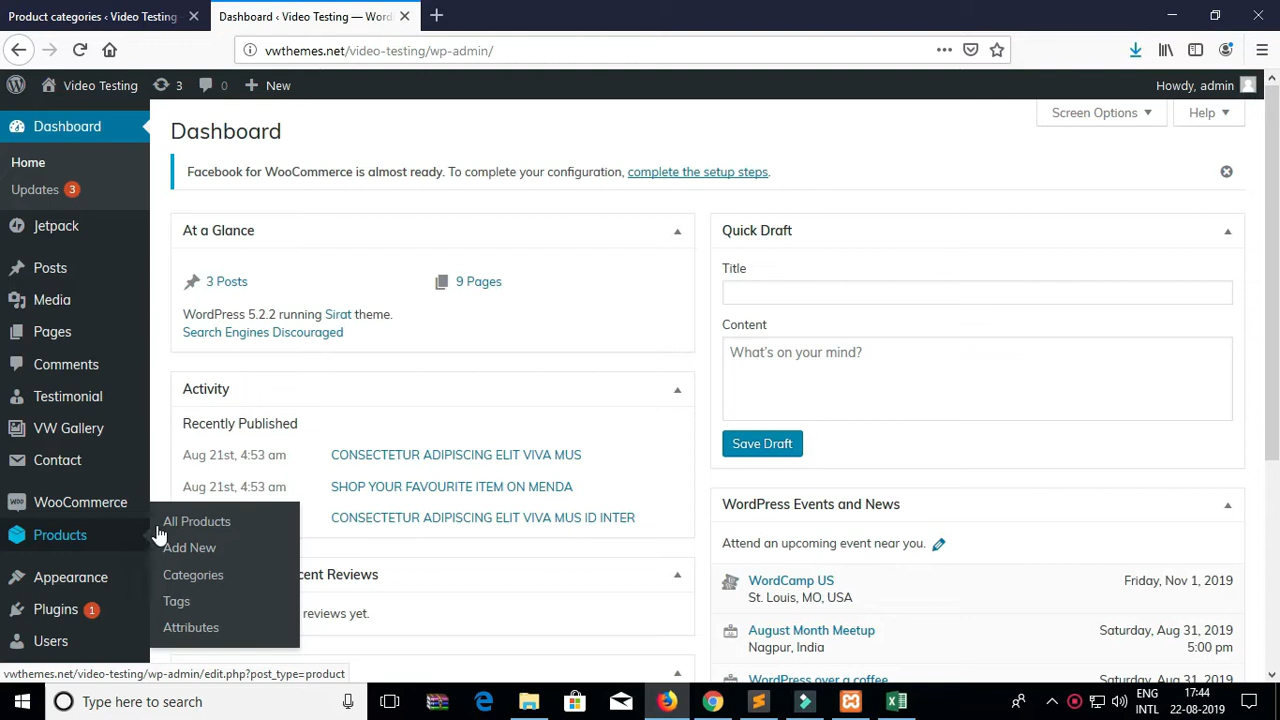 Product categories ‹ Video Testing
Dashboard ‹ Video Testing — Word
vwthemes.net/video-testing/wp-admin/
Video Testing
3
0
New
Howdy, admin
Dashboard
Home
Updates 3
Jetpack
Posts
Media
Pages
Comments
Testimonial
VW Gallery
Contact
WooCommerce
Products
Appearance
Plugins 1
Users
All Products
Add New
Categories
Tags
Attributes
Dashboard
Screen Options
Help
Facebook for WooCommerce is almost ready. To complete your configuration, complete the setup steps.
At a Glance
3 Posts
9 Pages
WordPress 5.2.2 running Sirat theme.
Search Engines Discouraged
Activity
Recently Published
Aug 21st, 4:53 am CONSECTETUR ADIPISCING ELIT VIVA MUS
Aug 21st, 4:53 am SHOP YOUR FAVOURITE ITEM ON MENDA
CONSECTETUR ADIPISCING ELIT VIVA MUS ID INTER
cent Reviews
reviews yet.
Quick Draft
Title
Content
What's on your mind?
Save Draft
WordPress Events and News
Attend an upcoming event near you.
WordCamp US
Friday, Nov 1, 2019
St. Louis, MO, USA
August Month Meetup
Saturday, Aug 31, 2019
Nagpur, India
5:00 pm
WordPress over a coffee
Saturday, Aug 31, 2019
vwthemes.net/video-testing/wp-admin/edit.php?post_type=product
Type here to search
ENG
INTL
17:44
22-08-2019